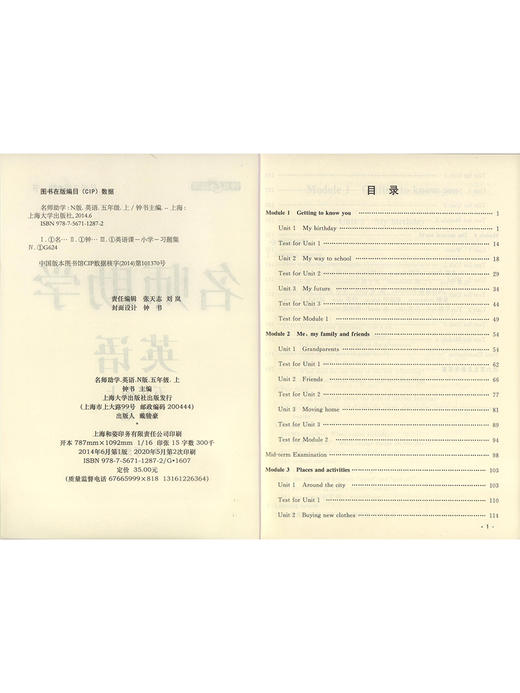 图书在版编目(CIP)数据
名师助学:N版.英语.五年级.上/钟书主编.--上海:
上海大学出版社,2014.6
ISBN 978-7-5671-1287-2
Ⅰ.①名… Ⅱ.①钟… Ⅲ.①英语课-小学-习题集
Ⅳ.①G624
中国版本图书馆CIP数据核字(2014)第101370号
责任编辑 张天志 刘 岚
封面设计 钟 书
名师助学.英语.N版.五年级.上
钟书 主编
上海大学出版社出版发行
(上海市上大路99号 邮政编码 200444)
出版人 戴骏豪
上海和姿印务有限责任公司印刷
开本 787mm×1092mm 1/16 印张 15 字数 300千
2014年6月第1版 2020年5月第2次印刷
ISBN 978-7-5671-1287-2/G·1607
定价 35.00元
(质量监督电话 67665999×818 13161226364)
目 录
Module 1 Getting to know you 1
Unit 1 My birthday 1
Test for Unit 1 14
Unit 2 My way to school 18
Test for Unit 2 29
Unit 3 My future 34
Test for Unit 3 44
Test for Module 1 49
Module 2 Me, my family and friends 54
Unit 1 Grandparents 54
Test for Unit 1 62
Unit 2 Friends 66
Test for Unit 2 77
Unit 3 Moving home 81
Test for Unit 3 89
Test for Module 2 94
Mid-term Examination 98
Module 3 Places and activities 103
Unit 1 Around the city 103
Test for Unit 1 110
Unit 2 Buying new clothes 114
· 1 ·